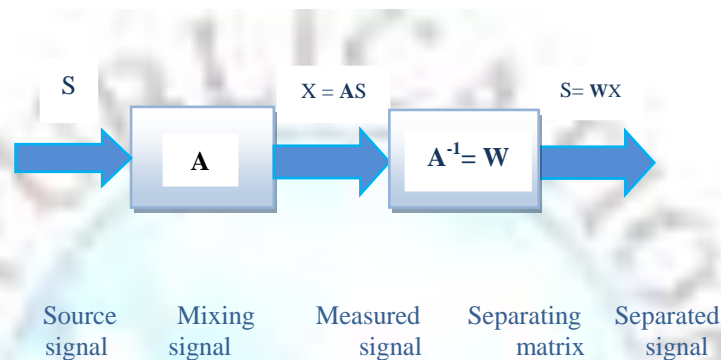 S
X = AS
S= WX
A
A⁻¹= W
Source Mixing Measured Separating Separated
signal signal signal matrix signal